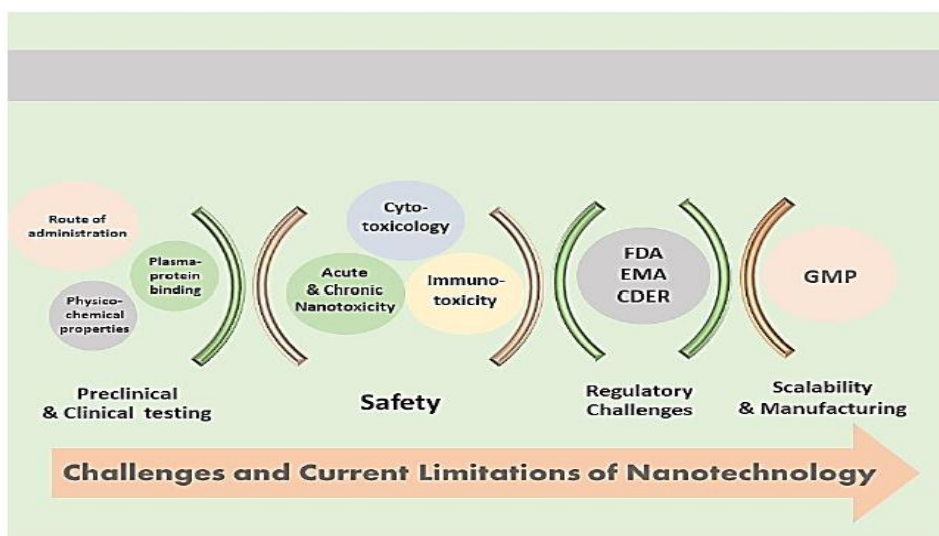 Route of
administration
Plasma-
protein
binding
Physico-
chemical
properties
Preclinical
& Clinical testing
Cyto-
toxicology
Acute
& Chronic
Nanotoxicity
Immuno-
toxicity
Safety
FDA
EMA
CDER
Regulatory
Challenges
GMP
Scalability
& Manufacturing
Challenges and Current Limitations of Nanotechnology